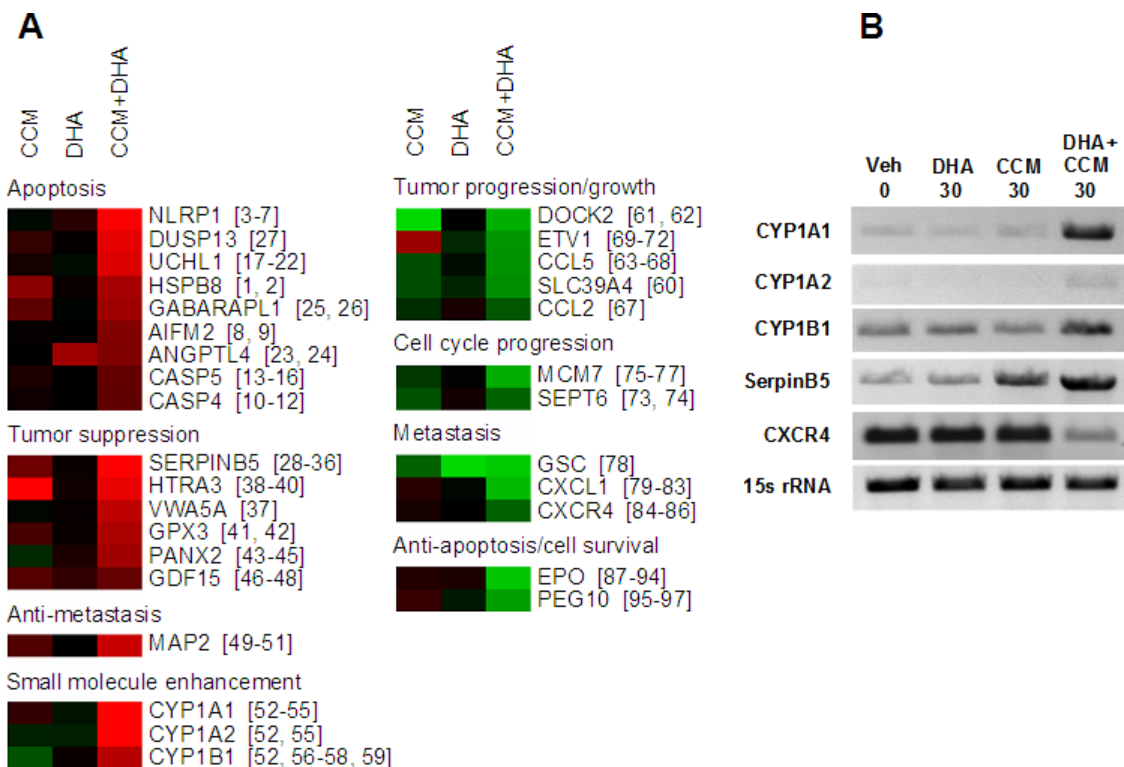 A
CCM
DHA
CCM+DHA
Apoptosis
NLRP1 [3-7]
DUSP13 [27]
UCHL1 [17-22]
HSPB8 [1, 2]
GABARAPL1 [25, 26]
AIFM2 [8, 9]
ANGPTL4 [23, 24]
CASP5 [13-16]
CASP4 [10-12]
Tumor suppression
SERPINB5 [28-36]
HTRA3 [38-40]
VWA5A [37]
GPX3 [41, 42]
PANX2 [43-45]
GDF15 [46-48]
Anti-metastasis
MAP2 [49-51]
Small molecule enhancement
CYP1A1 [52-55]
CYP1A2 [52, 55]
CYP1B1 [52, 56-58, 59]
CCM
DHA
CCM+DHA
Tumor progression/growth
DOCK2 [61, 62]
ETV1 [69-72]
CCL5 [63-68]
SLC39A4 [60]
CCL2 [67]
Cell cycle progression
MCM7 [75-77]
SEPT6 [73, 74]
Metastasis
GSC [78]
CXCL1 [79-83]
CXCR4 [84-86]
Anti-apoptosis/cell survival
EPO [87-94]
PEG10 [95-97]
B
Veh DHA CCM DHA+ CCM
0 30 30 30
CYP1A1
CYP1A2
CYP1B1
SerpinB5
CXCR4
15s rRNA